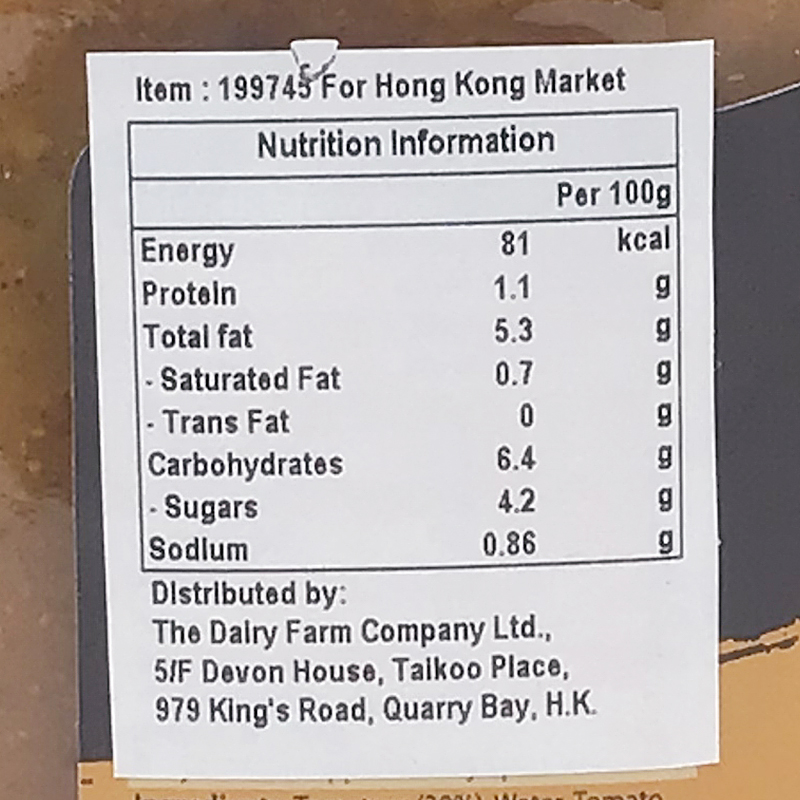 Item : 199745 For Hong Kong Market
Nutrition Information
Per 100g
Energy 81 kcal
Protein 1.1 g
Total fat 5.3 g
- Saturated Fat 0.7 g
- Trans Fat 0 g
Carbohydrates 6.4 g
- Sugars 4.2 g
Sodium 0.86 g
Distributed by:
The Dairy Farm Company Ltd.,
5/F Devon House, Taikoo Place,
979 King's Road, Quarry Bay, H.K.